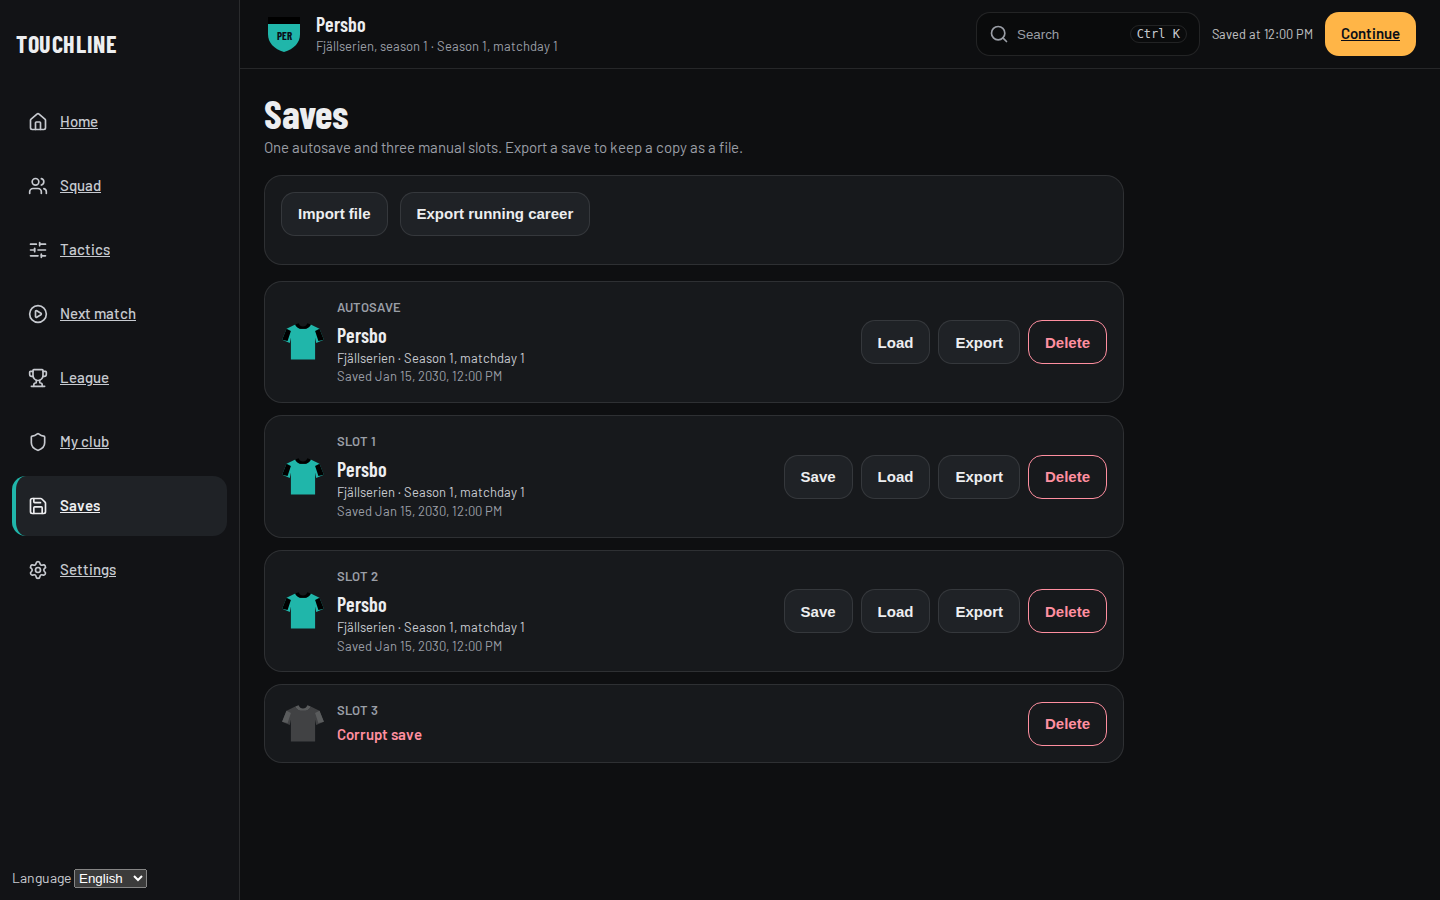 TOUCHLINE
Home
Squad
Tactics
Next match
League
My club
Saves
Settings
Language English
PER
Persbo
Fjällserien, season 1 · Season 1, matchday 1
Search
Ctrl K
Saved at 12:00 PM
Continue
Saves
One autosave and three manual slots. Export a save to keep a copy as a file.
Import file
Export running career
AUTOSAVE
Persbo
Fjällserien · Season 1, matchday 1
Saved Jan 15, 2030, 12:00 PM
Load
Export
Delete
SLOT 1
Persbo
Fjällserien · Season 1, matchday 1
Saved Jan 15, 2030, 12:00 PM
Save
Load
Export
Delete
SLOT 2
Persbo
Fjällserien · Season 1, matchday 1
Saved Jan 15, 2030, 12:00 PM
Save
Load
Export
Delete
SLOT 3
Corrupt save
Delete